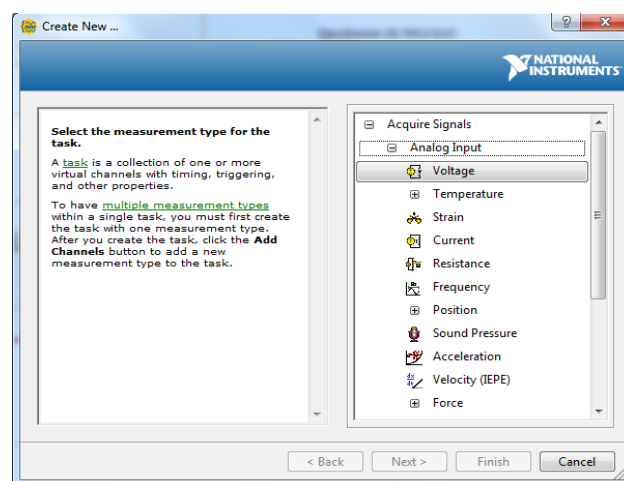 Create New ...
NATIONAL
INSTRUMENTS
Select the measurement type for the
task.
A task is a collection of one or more
virtual channels with timing, triggering,
and other properties.
To have multiple measurement types
within a single task, you must first create
the task with one measurement type.
After you create the task, click the Add
Channels button to add a new
measurement type to the task.
Acquire Signals
Analog Input
Voltage
Temperature
Strain
Current
Resistance
Frequency
Position
Sound Pressure
Acceleration
Velocity (IEPE)
Force
< Back
Next >
Finish
Cancel